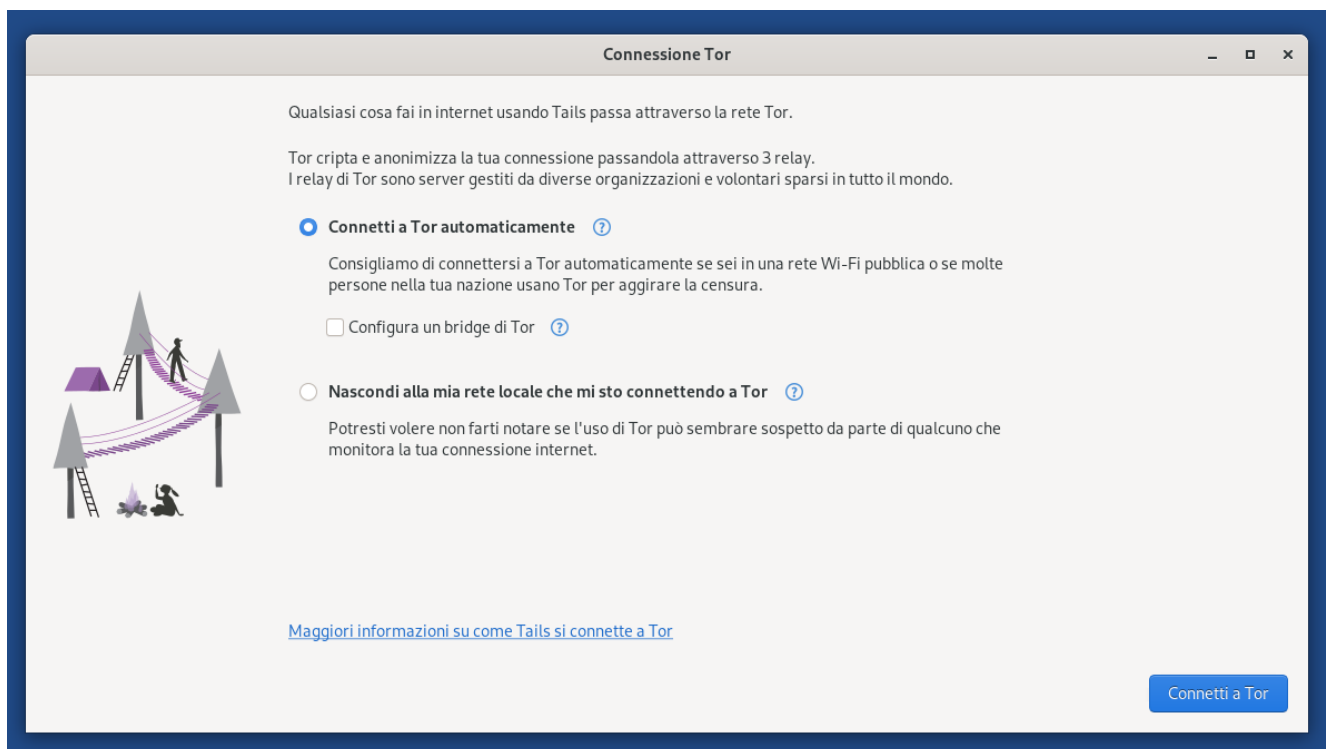 Connessione Tor
Qualsiasi cosa fai in internet usando Tails passa attraverso la rete Tor.
Tor cripta e anonimizza la tua connessione passandola attraverso 3 relay.
I relay di Tor sono server gestiti da diverse organizzazioni e volontari sparsi in tutto il mondo.
Connetti a Tor automaticamente ?
Consigliamo di connettersi a Tor automaticamente se sei in una rete Wi-Fi pubblica o se molte
persone nella tua nazione usano Tor per aggirare la censura.
Configura un bridge di Tor ?
Nascondi alla mia rete locale che mi sto connettendo a Tor ?
Potresti volere non farti notare se l'uso di Tor può sembrare sospetto da parte di qualcuno che
monitora la tua connessione internet.
Maggiori informazioni su come Tails si connette a Tor
Connetti a Tor